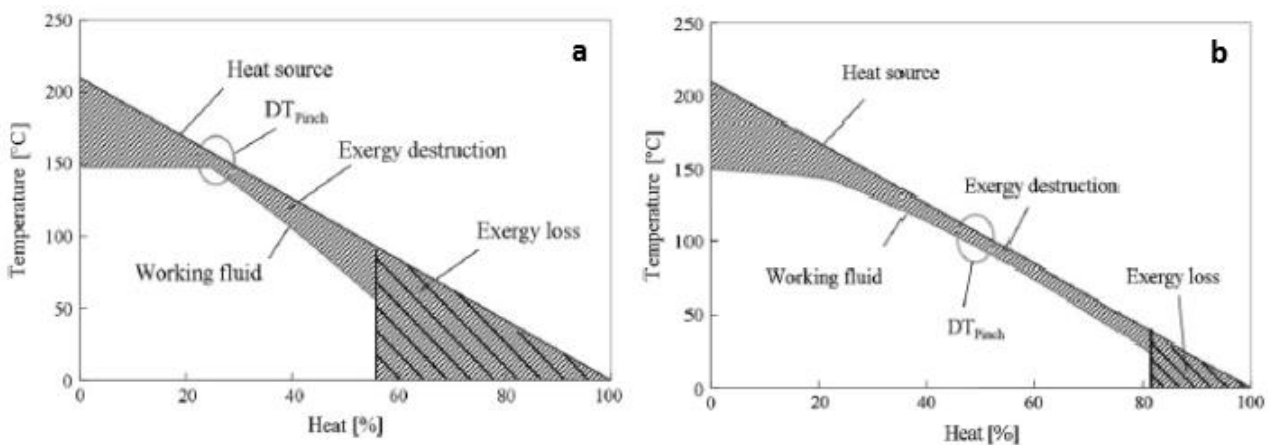 a
250
200
150
100
50
0
Temperature [°C]
Heat source
DT_Pinch
Exergy destruction
Exergy loss
Working fluid
0 20 40 60 80 100
Heat [%]
b
250
200
150
100
50
0
Temperature [°C]
Heat source
Exergy destruction
Working fluid
Exergy loss
DT_Pinch
0 20 40 60 80 100
Heat [%]